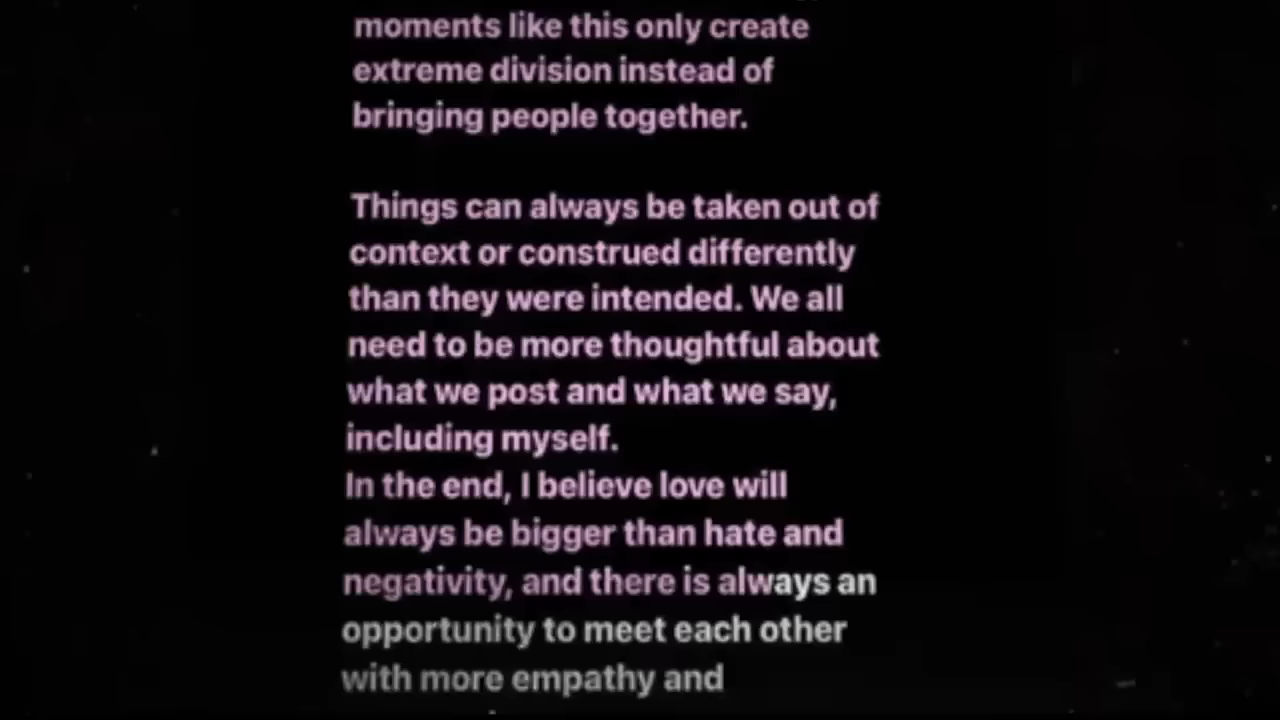 moments like this only create
extreme division instead of
bringing people together.
Things can always be taken out of
context or construed differently
than they were intended. We all
need to be more thoughtful about
what we post and what we say,
including myself.
In the end, I believe love will
always be bigger than hate and
negativity, and there is always an
opportunity to meet each other
with more empathy and